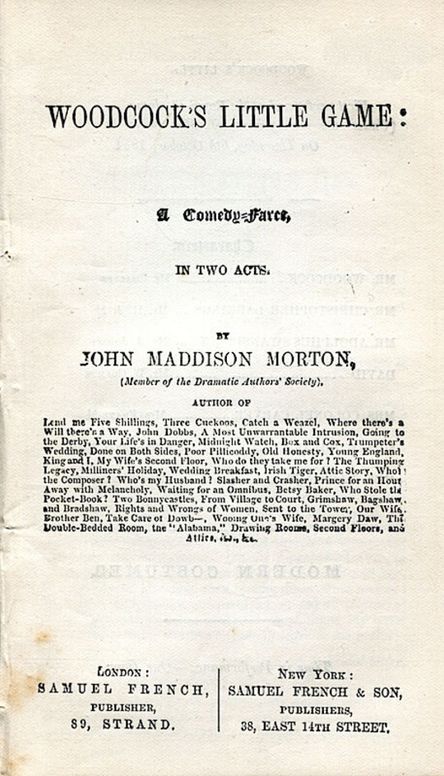 WOODCOCK'S LITTLE GAME:
A Comedy-Farce,
IN TWO ACTS.
BY
JOHN MADDISON MORTON,
(Member of the Dramatic Authors' Society),
AUTHOR OF
Lend me Five Shillings, Three Cuckoos, Catch a Weazel, Where there's a
Will there's a Way, John Dobbs, A Most Unwarrantable Intrusion, Going to
the Derby, Your Life's in Danger, Midnight Watch, Box and Cox, Trumpeter's
Wedding, Done on Both Sides, Poor Pillicoddy, Old Honesty, Young England,
King and I, My Wife's Second Floor, Who do they take me for? The Thumping
Legacy, Milliners' Holiday, Wedding Breakfast, Irish Tiger, Attic Story, Who's
the Composer? Who's my Husband? Slasher and Crasher, Prince for an Hour
Away with Melancholy, Waiting for an Omnibus, Betsy Baker, Who Stole the
Pocket-Book? Two Bonnycastles, From Village to Court, Grimshaw, Bagshaw,
and Bradshaw, Rights and Wrongs of Women, Sent to the Tower, Our Wife,
Brother Ben, Take Care of Dowb—, Wooing One's Wife, Margery Daw, The
Double-Bedded Room, the "Alabama," Drawing Rooms, Second Floors, and
Attics, &c., &c.
LONDON:
SAMUEL FRENCH,
PUBLISHER,
89, STRAND.
NEW YORK:
SAMUEL FRENCH & SON,
PUBLISHERS,
38, EAST 14TH STREET.